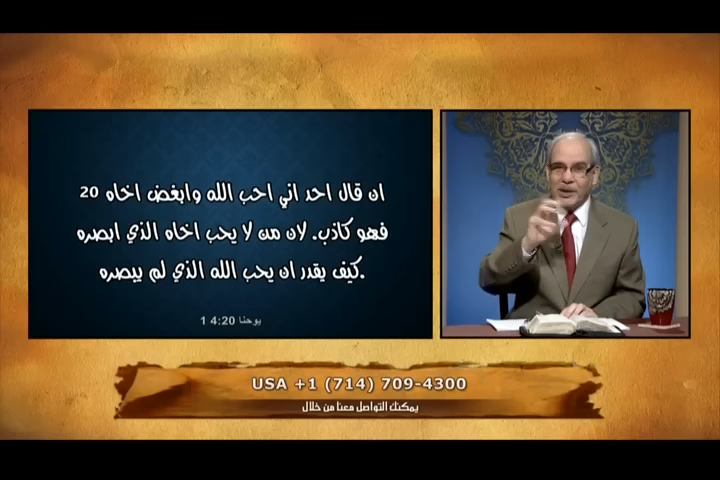 20 ان قال احد اني احب الله وابغض اخاه
فهو كاذب. لان من لا يحب اخاه الذي ابصره
كيف يقدر ان يحب الله الذي لم يبصره.
يوحنا 4:20 1
USA +1 (714) 709-4300
يمكنك التواصل معنا من خلال